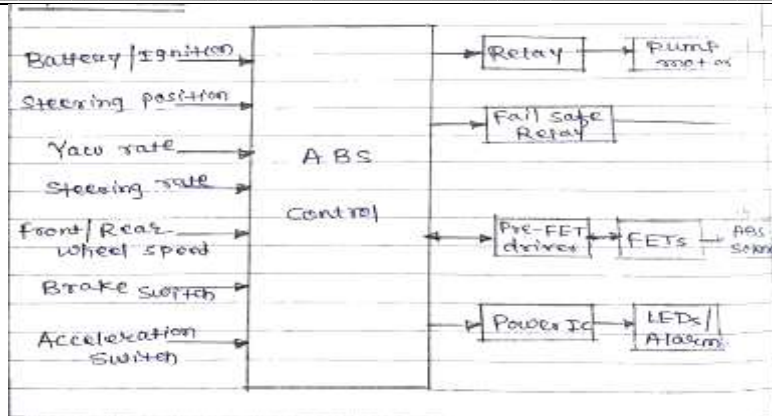 Battery/Ignition
Steering position
Yaw rate
Steering rate
Front/Rear
wheel speed
Brake switch
Acceleration
Switch
ABS
Control
Relay
Pump
motor
Fail safe
Relay
Pre-FET
driver
FETs
ABS
Power Ic
LEDs/
Alarm